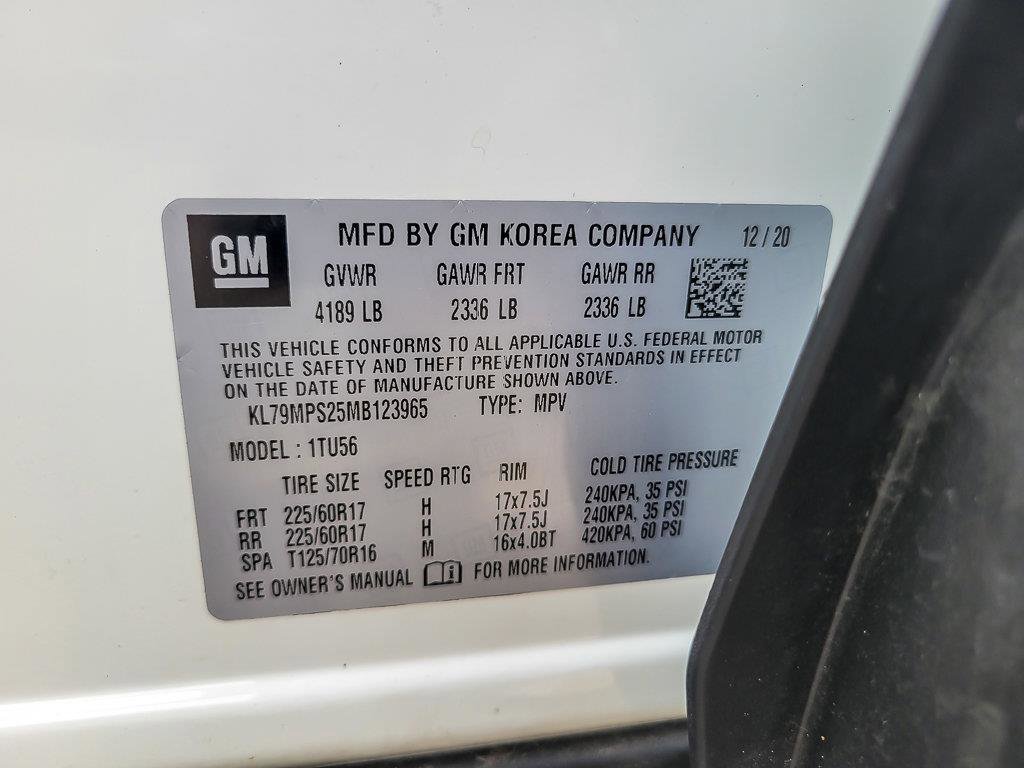 GM
MFD BY GM KOREA COMPANY 12 / 20
GVWR GAWR FRT GAWR RR
4189 LB 2336 LB 2336 LB
THIS VEHICLE CONFORMS TO ALL APPLICABLE U.S. FEDERAL MOTOR
VEHICLE SAFETY AND THEFT PREVENTION STANDARDS IN EFFECT
ON THE DATE OF MANUFACTURE SHOWN ABOVE.
KL79MPS25MB123965 TYPE: MPV
MODEL : 1TU56
TIRE SIZE SPEED RTG RIM COLD TIRE PRESSURE
FRT 225/60R17 H 17x7.5J 240KPA, 35 PSI
RR 225/60R17 H 17x7.5J 240KPA, 35 PSI
SPA T125/70R16 M 16x4.0BT 420KPA, 60 PSI
SEE OWNER'S MANUAL FOR MORE INFORMATION.